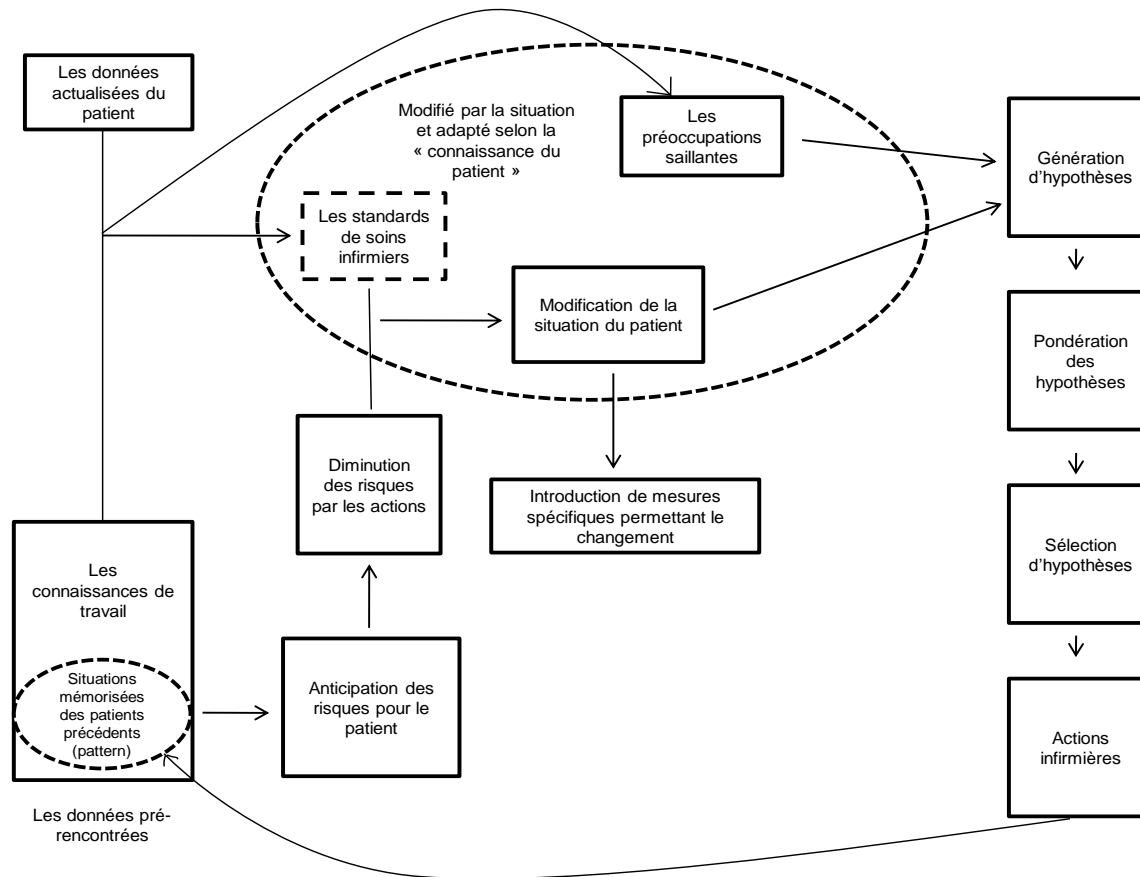 Les données
actualisées du
patient
Modifié par la situation
et adapté selon la
« connaissance du
patient »
Les
préoccupations
saillantes
Génération
d’hypothèses
Les standards
de soins
infirmiers
Modification de la
situation du patient
Pondération
des
hypothèses
Diminution
des risques
par les actions
Introduction de mesures
spécifiques permettant le
changement
Sélection
d’hypothèses
Les
connaissances de
travail
Situations
mémorisées
des patients
précédents
(pattern)
Anticipation des
risques pour le
patient
Actions
infirmières
Les données pré-
rencontrées